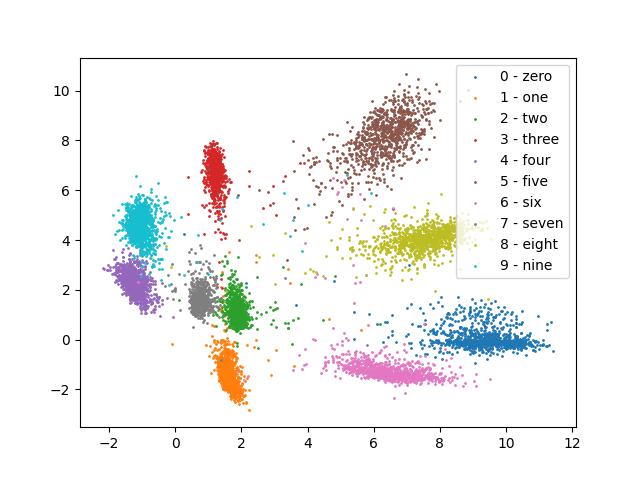 10
8
6
4
2
0
−2
−2
0
2
4
6
8
10
12
0 - zero
1 - one
2 - two
3 - three
4 - four
5 - five
6 - six
7 - seven
8 - eight
9 - nine